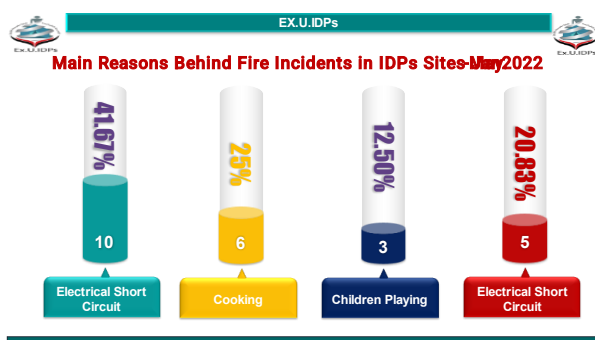 EX.U.IDPs
Ex.U.IDPs
Ex.U.IDPs
Main Reasons Behind Fire Incidents in IDPs Sites 2022
41.67%
25%
12.50%
20.83%
10
6
3
5
Electrical Short
Circuit
Cooking
Children Playing
Electrical Short
Circuit